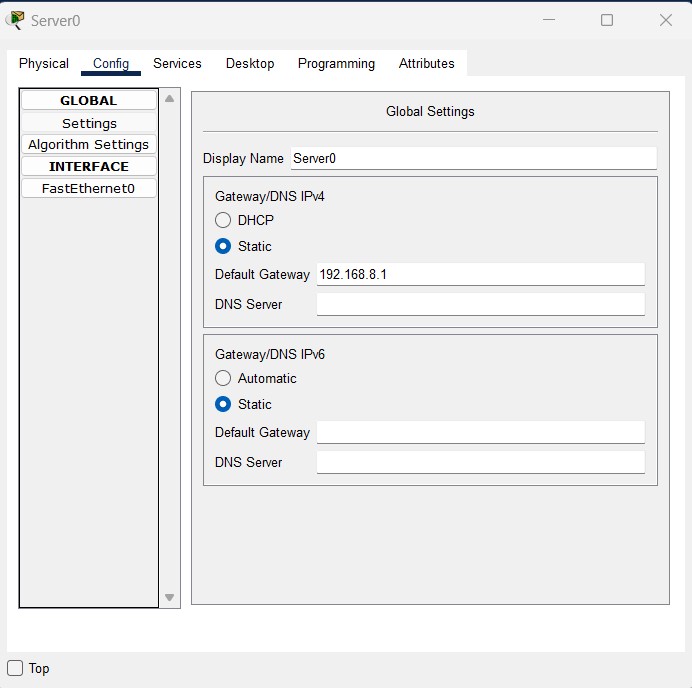 Server0
Physical Config Services Desktop Programming Attributes
GLOBAL
Settings
Algorithm Settings
INTERFACE
FastEthernet0
Global Settings
Display Name Server0
Gateway/DNS IPv4
DHCP
Static
Default Gateway 192.168.8.1
DNS Server
Gateway/DNS IPv6
Automatic
Static
Default Gateway
DNS Server
Top